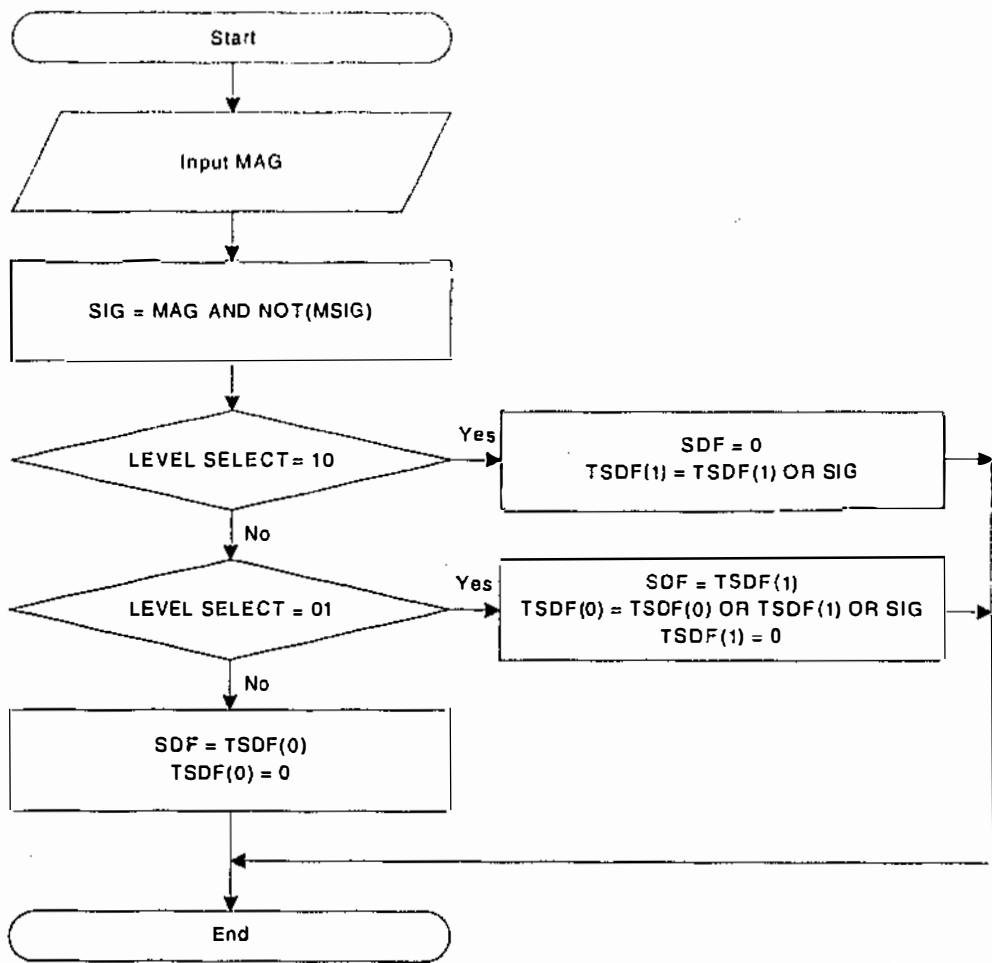 Start
Input MAG
SIG = MAG AND NOT(MSIG)
LEVEL SELECT = 10
Yes
SDF = 0
TSDF(1) = TSDF(1) OR SIG
No
LEVEL SELECT = 01
Yes
SDF = TSDF(1)
TSDF(0) = TSDF(0) OR TSDF(1) OR SIG
TSDF(1) = 0
No
SDF = TSDF(0)
TSDF(0) = 0
End